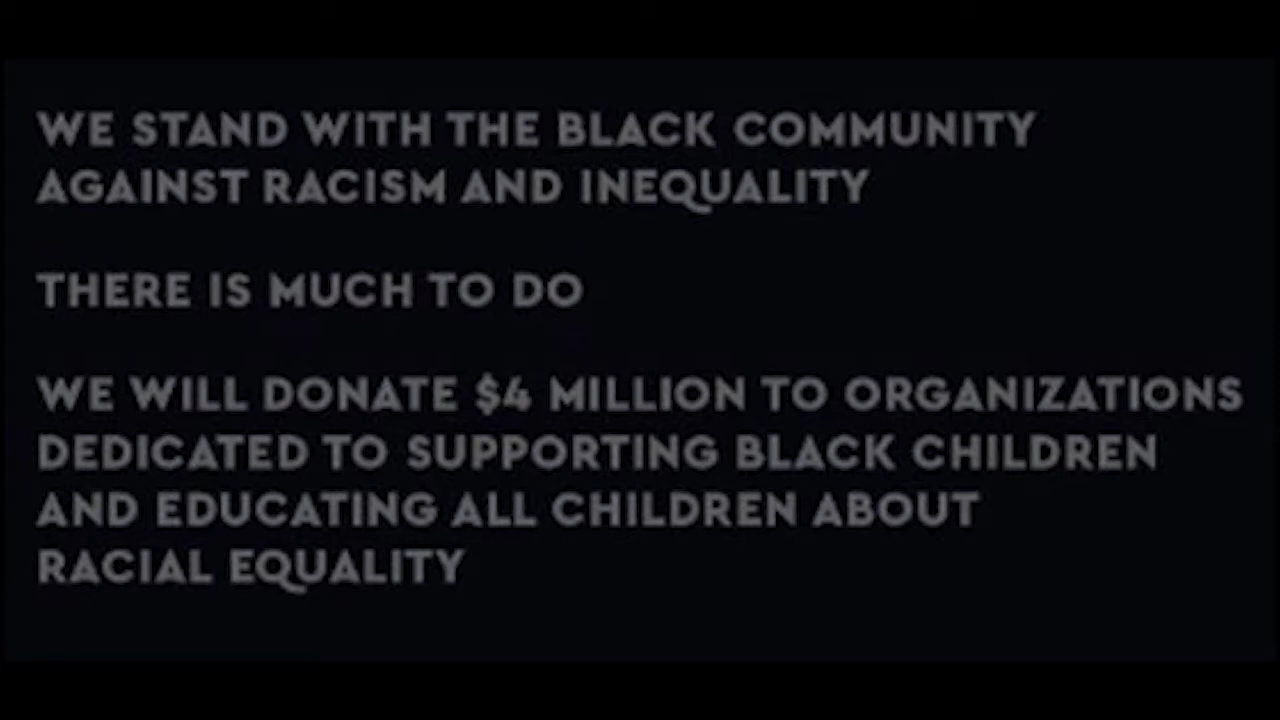 WE STAND WITH THE BLACK COMMUNITY
AGAINST RACISM AND INEQUALITY
THERE IS MUCH TO DO
WE WILL DONATE $4 MILLION TO ORGANIZATIONS
DEDICATED TO SUPPORTING BLACK CHILDREN
AND EDUCATING ALL CHILDREN ABOUT
RACIAL EQUALITY